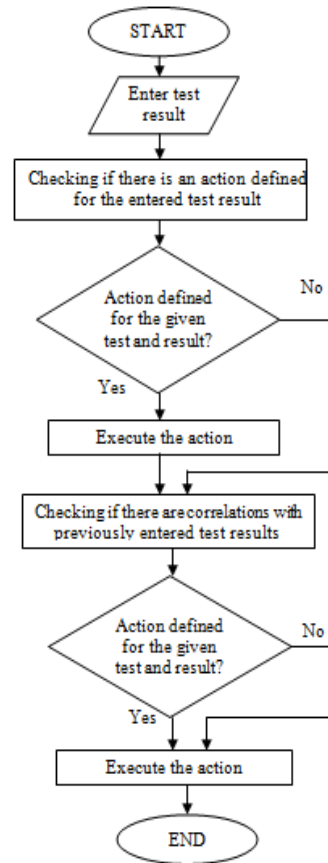 START
Enter test
result
Checking if there is an action defined
for the entered test result
Action defined
for the given
test and result?
No
Yes
Execute the action
Checking if there are correlations with
previously entered test results
Action defined
for the given
test and result?
No
Yes
Execute the action
END